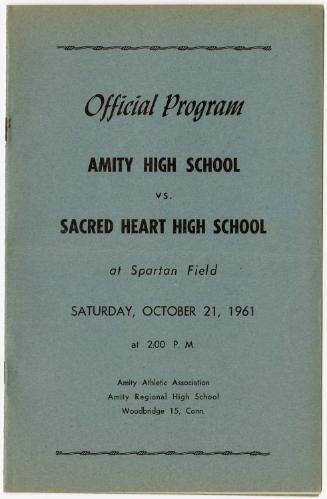 Official Program
AMITY HIGH SCHOOL
vs.
SACRED HEART HIGH SCHOOL
at Spartan Field
SATURDAY, OCTOBER 21, 1961
at 2:00 P. M.
Amity Athletic Association
Amity Regional High School
Woodbridge 15, Conn.